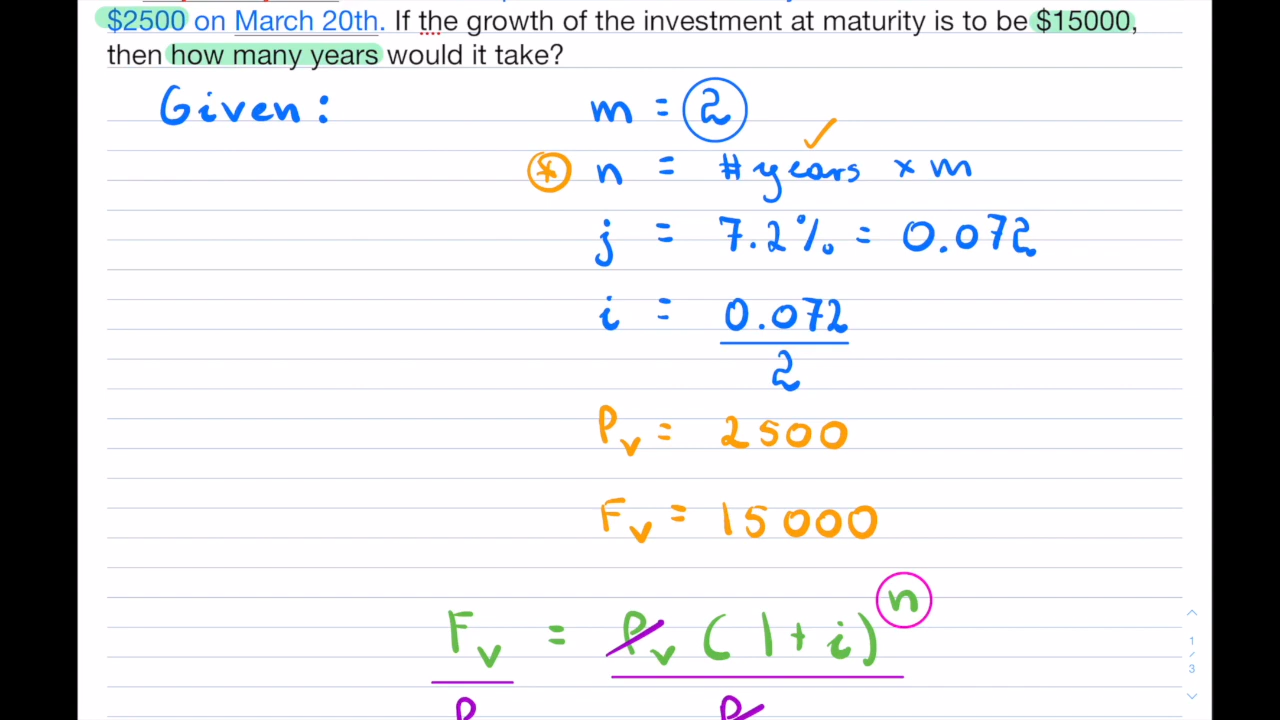 $2500 on March 20th. If the growth of the investment at maturity is to be $15000,
then how many years would it take?
Given:
m = 2
* n = # years × m
j = 7.2% = 0.072
i = 0.072
2
Pv = 2500
Fv = 15000
Fv = Pv (1 + i)n
P P
1
/
3